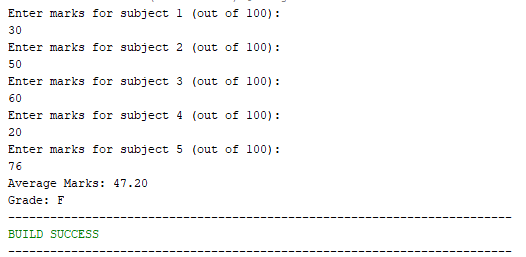 Enter marks for subject 1 (out of 100):
30
Enter marks for subject 2 (out of 100):
50
Enter marks for subject 3 (out of 100):
60
Enter marks for subject 4 (out of 100):
20
Enter marks for subject 5 (out of 100):
76
Average Marks: 47.20
Grade: F
------------------------------------------------------------------------
BUILD SUCCESS
------------------------------------------------------------------------